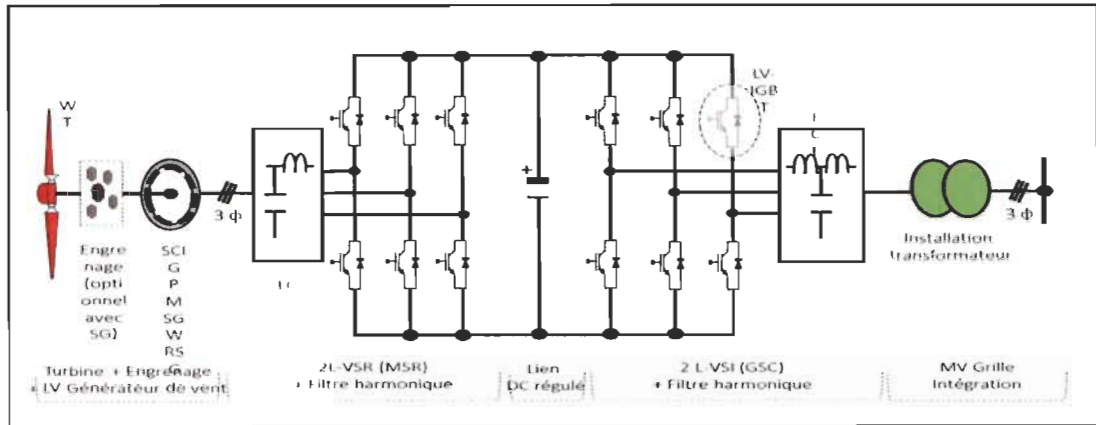 W
T
LV-
IGB
T
3 ф
3 ф
Engre
nage
(opti
onnel
avec
SG)
SCI
G
P
M
SG
W
RS
G
Installation
transformateur
Turbine + Engrenage
+ LV Générateur de vent
2L-VSR (MSR)
+ Filtre harmonique
Lien
DC régulé
2 L-VSI (GSC)
+ Filtre harmonique
MV Grille
Intégration